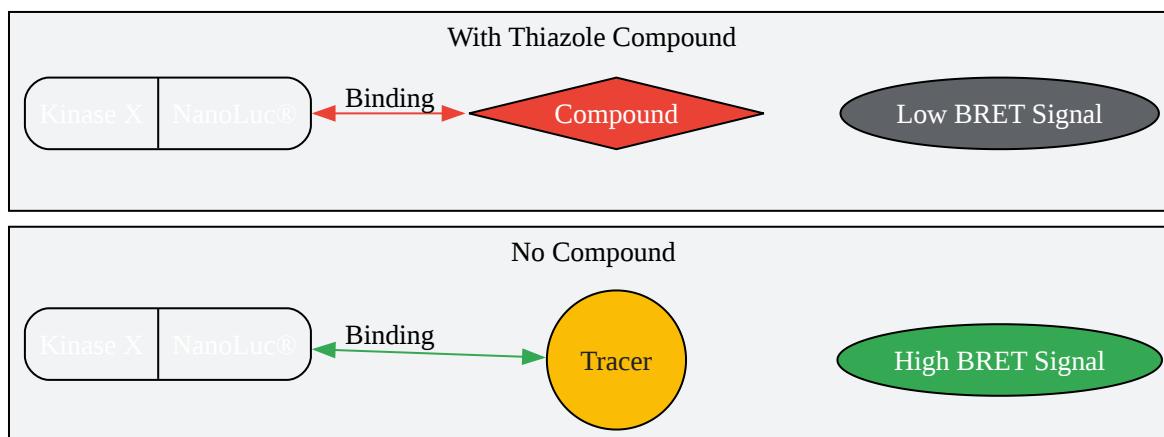 With Thiazole Compound
Kinase X NanoLuc® Binding Compound Low BRET Signal
No Compound
Kinase X NanoLuc® Binding Tracer High BRET Signal